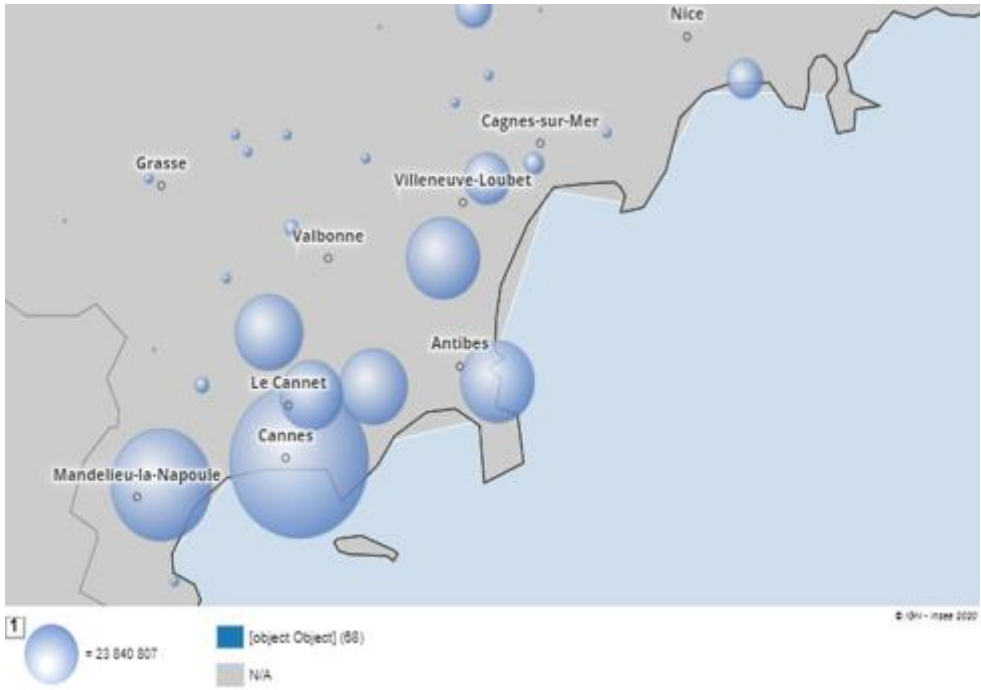 Nice
Cagnes-sur-Mer
Grasse
Villeneuve-Loubet
Valbonne
Antibes
Le Cannet
Cannes
Mandelieu-la-Napoule
© IGN - Insee 2020
1
= 23 840 807
[object Object] (68)
N/A